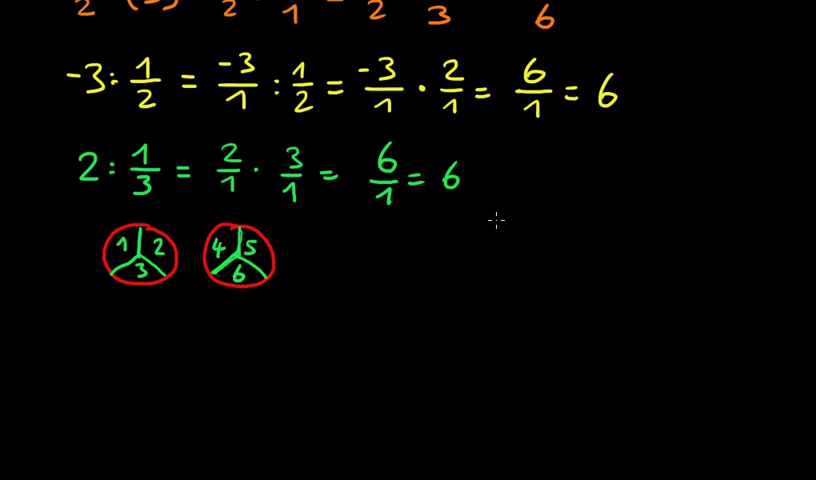 -3 : 1/2 = -3/1 : 1/2 = -3/1 · 2/1 = 6/1 = 6
2 : 1/3 = 2/1 · 3/1 = 6/1 = 6
1 2 3 4 5 6